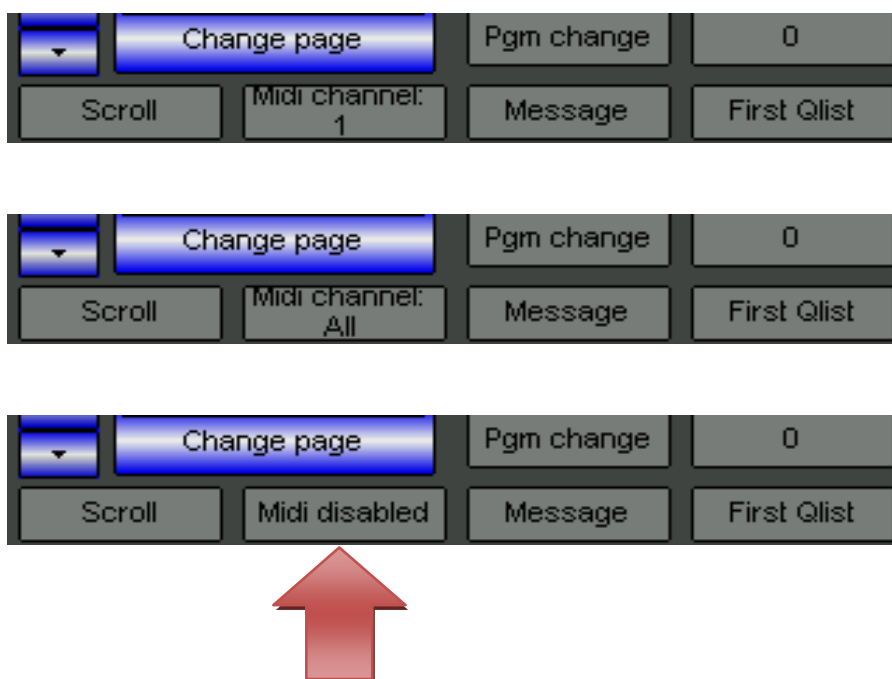 Change page
Pgm change
0
Scroll
Midi channel:
1
Message
First Qlist
Change page
Pgm change
0
Scroll
Midi channel:
All
Message
First Qlist
Change page
Pgm change
0
Scroll
Midi disabled
Message
First Qlist